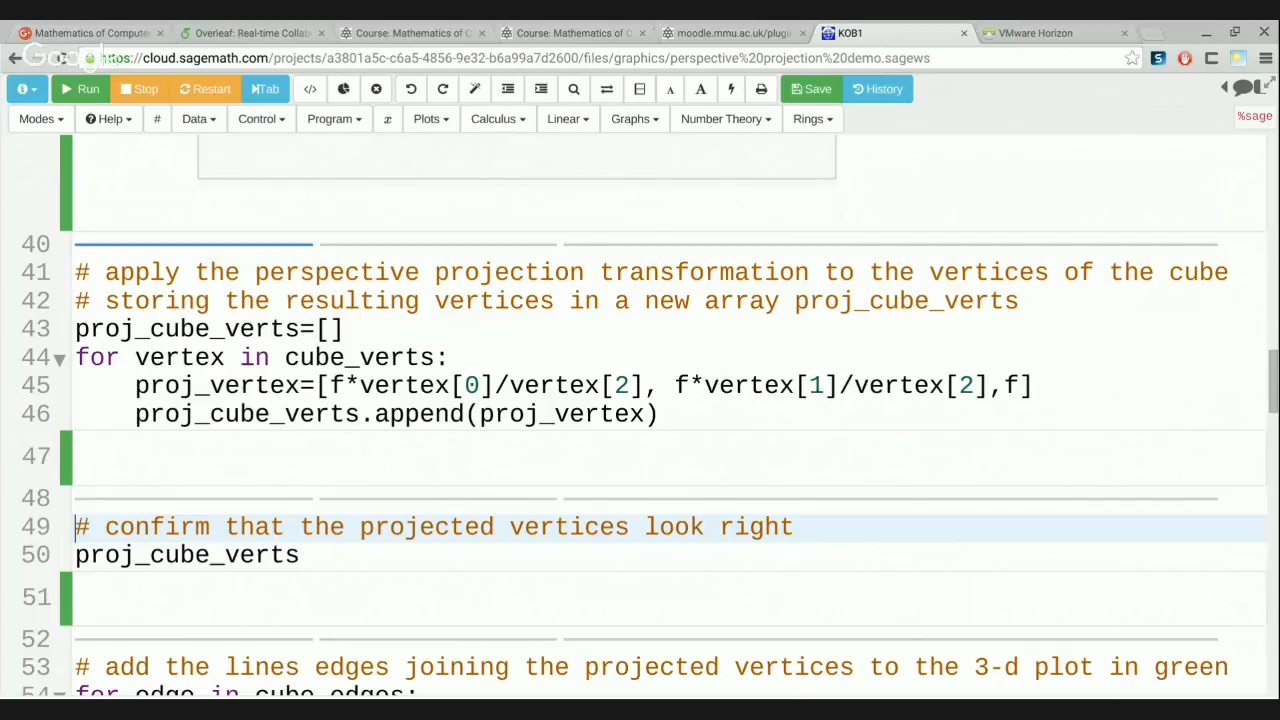 Mathematics of Compute
Overleaf: Real-time Collab
Course: Mathematics of C
Course: Mathematics of C
moodle.mmu.ac.uk/plugi
KOB1
VMware Horizon
https://cloud.sagemath.com/projects/a3801a5c-c6a5-4856-9e32-b6a99a7d2620/files/graphics/perspective%20projection%20demo.sagews
Run
Stop
Restart
Tab
Save
History
Modes
Help
#
Data
Control
Program
x
Plots
Calculus
Linear
Graphs
Number Theory
Rings
%sage
40
41 # apply the perspective projection transformation to the vertices of the cube
42 # storing the resulting vertices in a new array proj_cube_verts
43 proj_cube_verts=[]
44 for vertex in cube_verts:
45 proj_vertex=[f*vertex[0]/vertex[2], f*vertex[1]/vertex[2],f]
46 proj_cube_verts.append(proj_vertex)
47
48
49 # confirm that the projected vertices look right
50 proj_cube_verts
51
52
53 # add the lines edges joining the projected vertices to the 3-d plot in green
54 for edge in cube_edges: